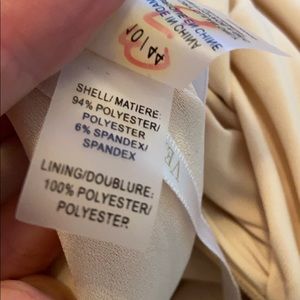 MADE IN CHINA
SHELL/MATIERE:
94% POLYESTER/
POLYESTER
6% SPANDEX/
SPANDEX
LINING/DOUBLURE:
100% POLYESTER/
POLYESTER